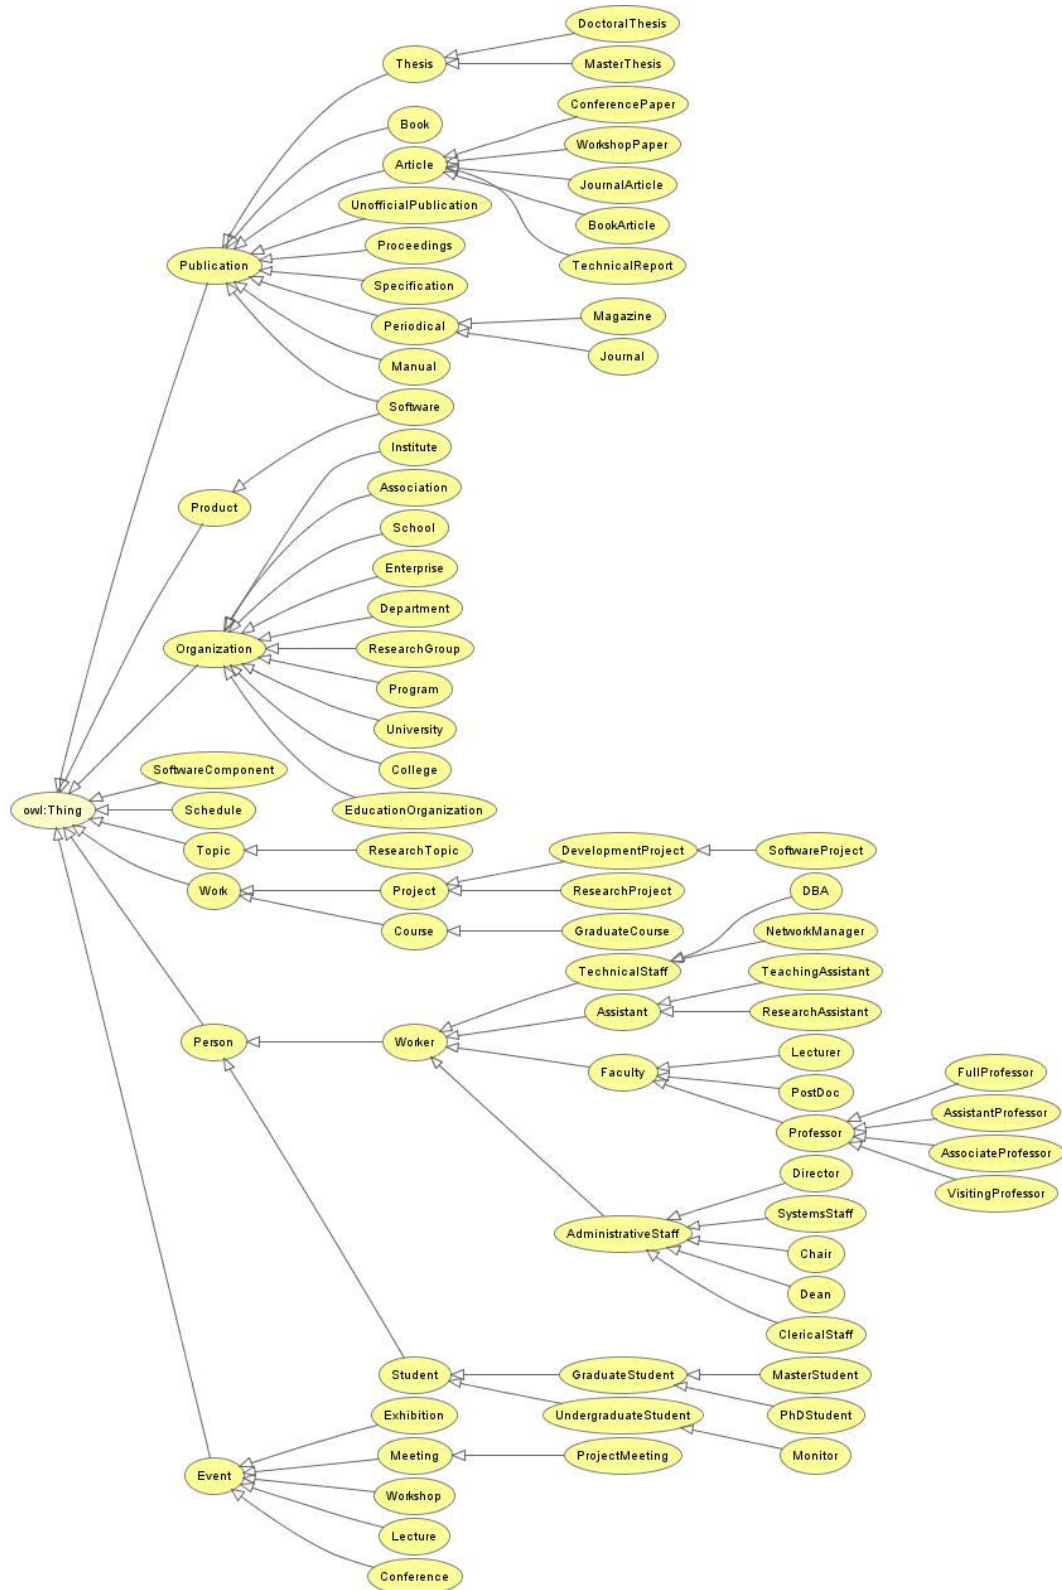 DoctoralThesis
Thesis
MasterThesis
ConferencePaper
Book
WorkshopPaper
Article
JournalArticle
UnofficialPublication
BookArticle
Proceedings
Publication
TechnicalReport
Specification
Magazine
Periodical
Journal
Manual
Software
Institute
Association
Product
School
Enterprise
Department
Organization
ResearchGroup
Program
University
SoftwareComponent
College
owl:Thing
Schedule
EducationOrganization
Topic
ResearchTopic
DevelopmentProject
SoftwareProject
Work
Project
ResearchProject
DBA
Course
GraduateCourse
NetworkManager
TechnicalStaff
TeachingAssistant
Assistant
ResearchAssistant
Person
Worker
Lecturer
Faculty
FullProfessor
PostDoc
AssistantProfessor
Professor
AssociateProfessor
Director
VisitingProfessor
SystemsStaff
AdministrativeStaff
Chair
Dean
ClericalStaff
Student
GraduateStudent
MasterStudent
Exhibition
UndergraduateStudent
PhDStudent
Meeting
ProjectMeeting
Monitor
Event
Workshop
Lecture
Conference